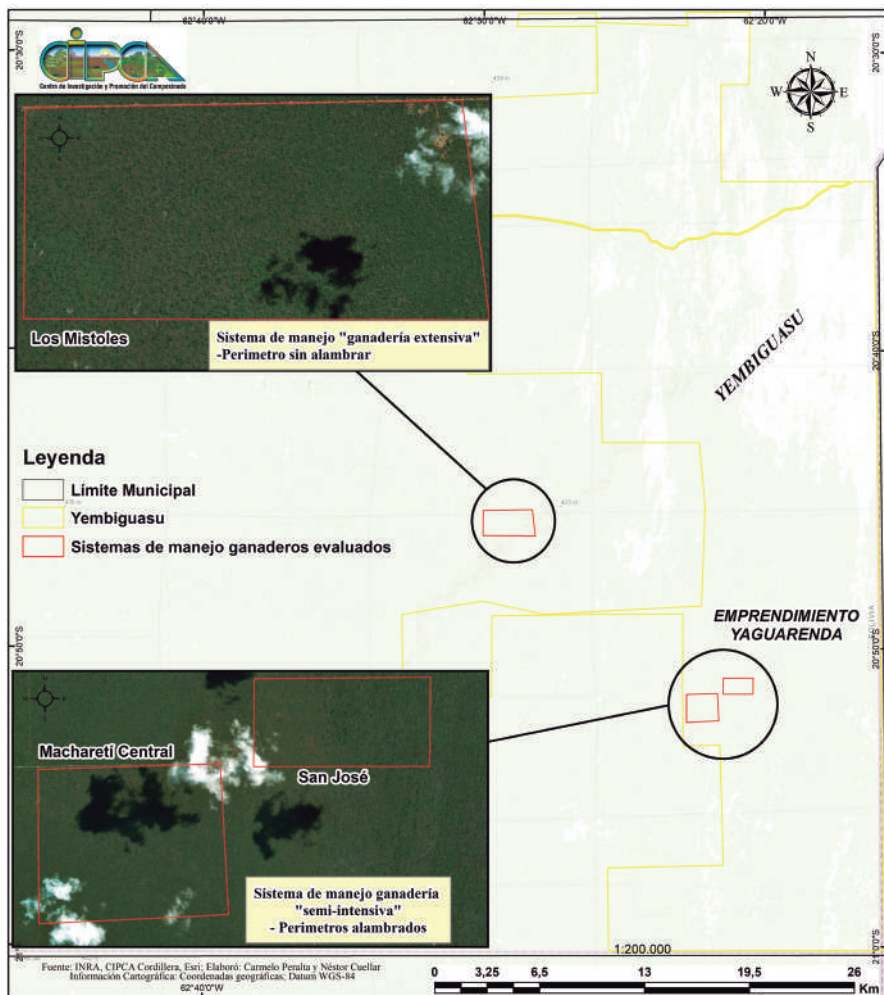 62°40'0"W
62°30'0"W
62°20'0"W
20°30'0"S
20°30'0"S
CIPCA
Centro de Investigación y Promoción del Campesinado
N
W
E
S
Los Mistoles
Sistema de manejo "ganadería extensiva"
-Perimetro sin alambrar
20°40'0"S
YEMBIGUASU
Leyenda
Límite Municipal
Yembiguasu
Sistemas de manejo ganaderos evaluados
EMPRENDIMIENTO
YAGUARENDA
BOLIVIA
20°50'0"S
20°50'0"S
Macharetí Central
San José
Sistema de manejo ganadería
"semi-intensiva"
- Perimetros alambrados
1:200.000
21°0'0"S
Fuente: INRA, CIPCA Cordillera, Esri; Elaboró: Carmelo Peralta y Néstor Cuellar
Información Cartográfica: Coordenadas geográficas; Datum WGS-84
62°40'0"W
0 3,25 6,5 13 19,5 26
Km